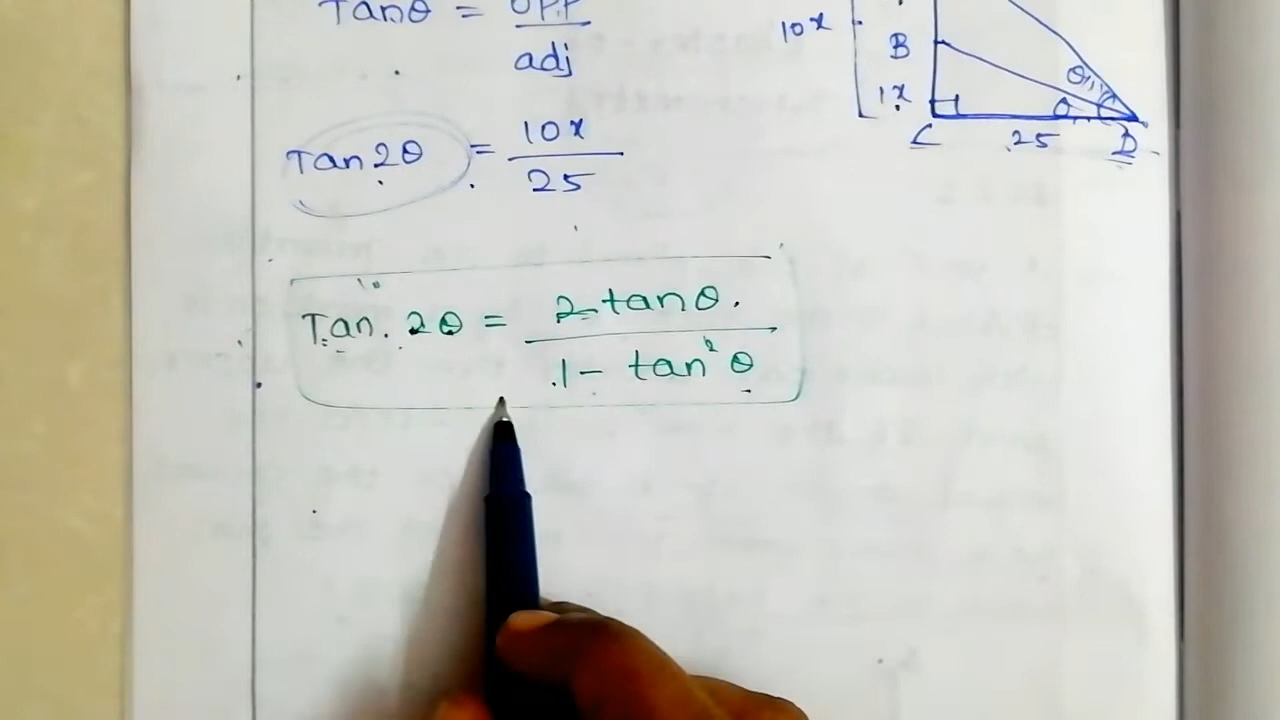 Tanθ = opp
adj
Tan2θ = 10x
25
Tan. 2θ = 2tanθ.
1 - tan²θ
10x
B
1x
θ
θ
C 25 D